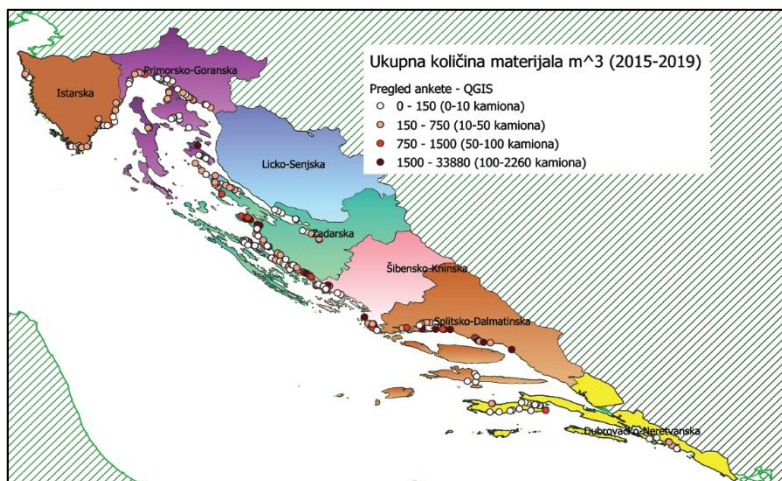 Ukupna količina materijala m^3 (2015-2019)
Pregled ankete - QGIS
0 - 150 (0-10 kamiona)
150 - 750 (10-50 kamiona)
750 - 1500 (50-100 kamiona)
1500 - 33880 (100-2260 kamiona)
Istarska
Primorsko-Goranska
Licko-Senjska
Zadarska
Šibensko-Kninska
Splitsko-Dalmatinska
Dubrovačko-Neretvanska